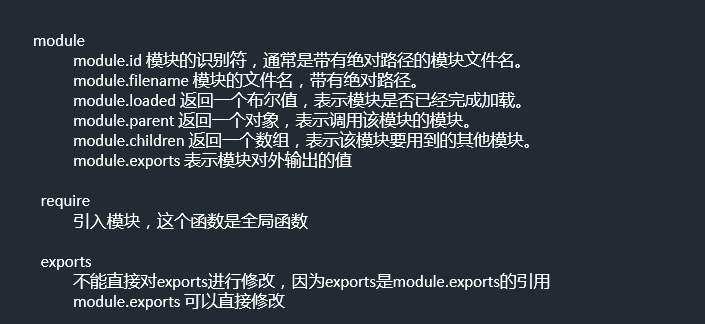 module
module.id 模块的识别符，通常是带有绝对路径的模块文件名。
module.filename 模块的文件名，带有绝对路径。
module.loaded 返回一个布尔值，表示模块是否已经完成加载。
module.parent 返回一个对象，表示调用该模块的模块。
module.children 返回一个数组，表示该模块要用到的其他模块。
module.exports 表示模块对外输出的值
require
引入模块，这个函数是全局函数
exports
不能直接对exports进行修改，因为exports是module.exports的引用
module.exports 可以直接修改